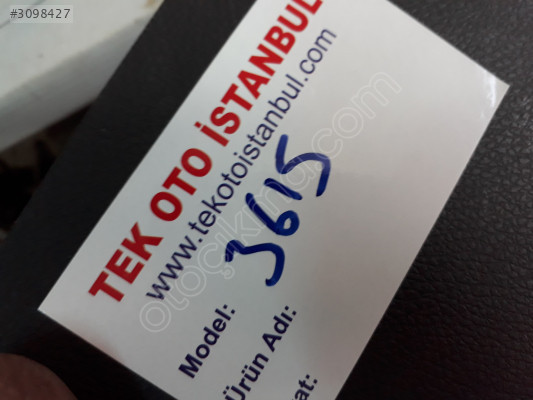 #3098427
TEK OTO İSTANBUL
www.tekotoistanbul.com
3615
Model:
Ürün Adı: